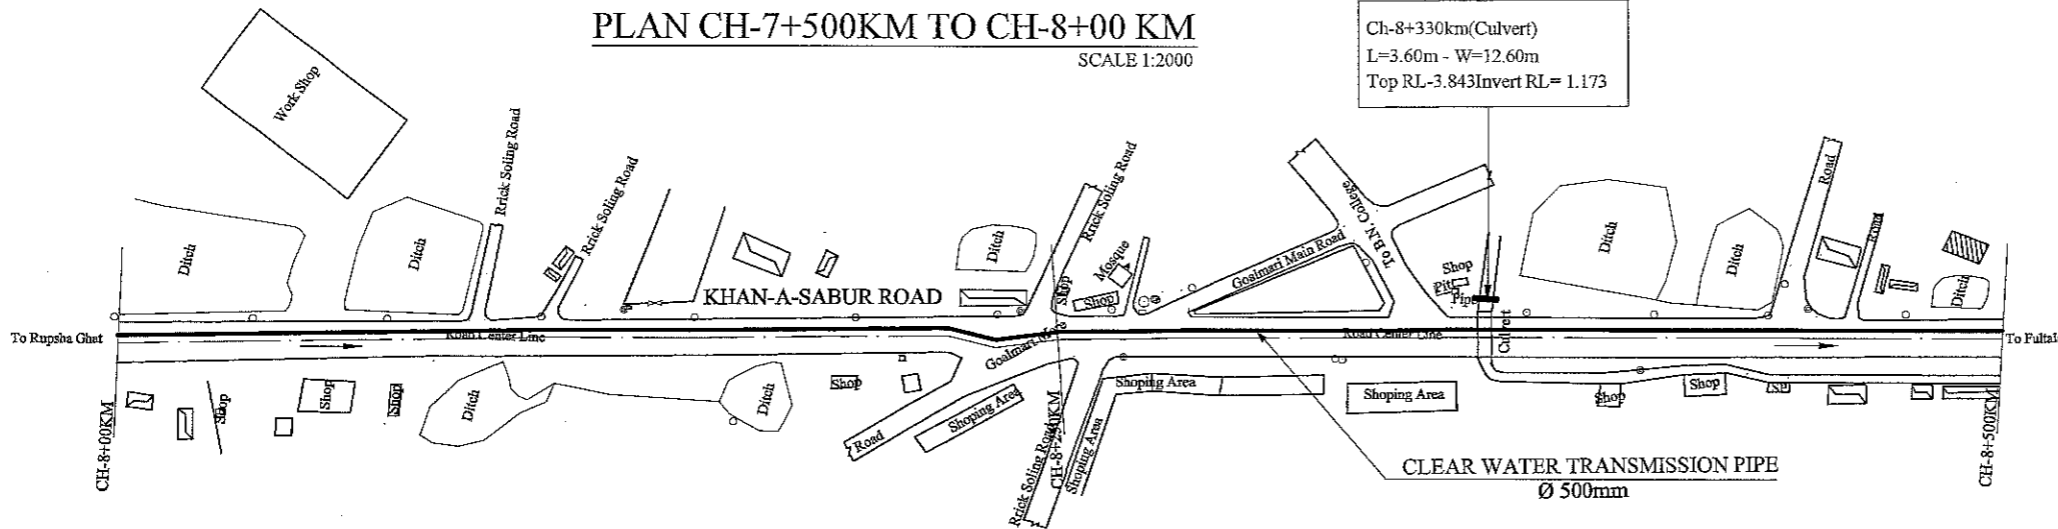 PLAN CH-7+500KM TO CH-8+00 KM
SCALE 1:2000
Ch-8+330km(Culvert)
L=3.60m - W=12.60m
Top RL-3.843Invert RL= 1.173
Work Shop
Rrick Soling Road
Rrick Soling Road
Rrick Soling Road
To B.N. College
Road
Road
Ditch
Ditch
Ditch
Mosque
Goalmari Main Road
Shop
Pitt
Pipe
Ditch
Ditch
Ditch
Shop
Shop
KHAN-A-SABUR ROAD
To Rupsha Ghat
Road Center Line
Goalmari
Road Center Line
Culvert
To Fultala
Shop
Shop
Shop
Ditch
Ditch
Shop
Road
Shoping Area
Shoping Area
Shoping Area
Shop
Shop
CH-8+00KM
Rrick Soling Road
CH-8+250KM
Shoping Area
CH-8+500KM
CLEAR WATER TRANSMISSION PIPE
Ø 500mm